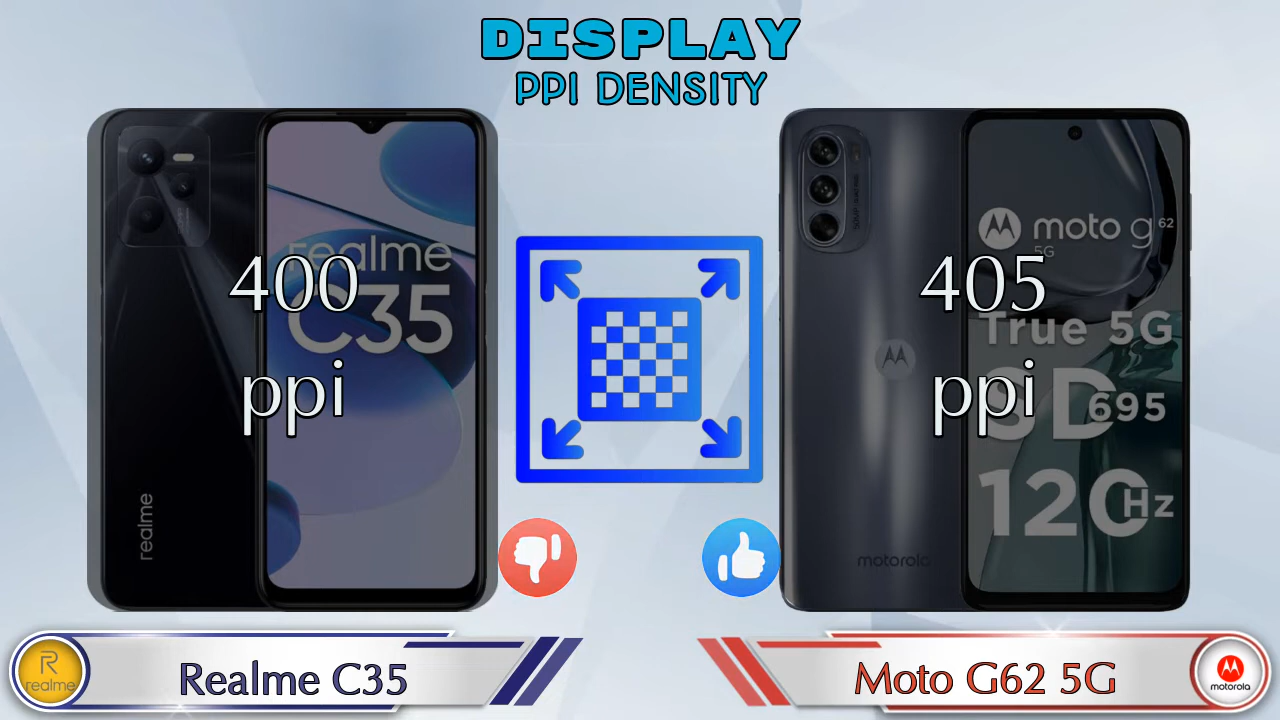 DISPLAY
PPI DENSITY
realme
C35
400
ppi
realme
moto g 62
5G
405
True 5G
ppi
SD 695
120Hz
motorola
R
realme
Realme C35
Moto G62 5G
motorola